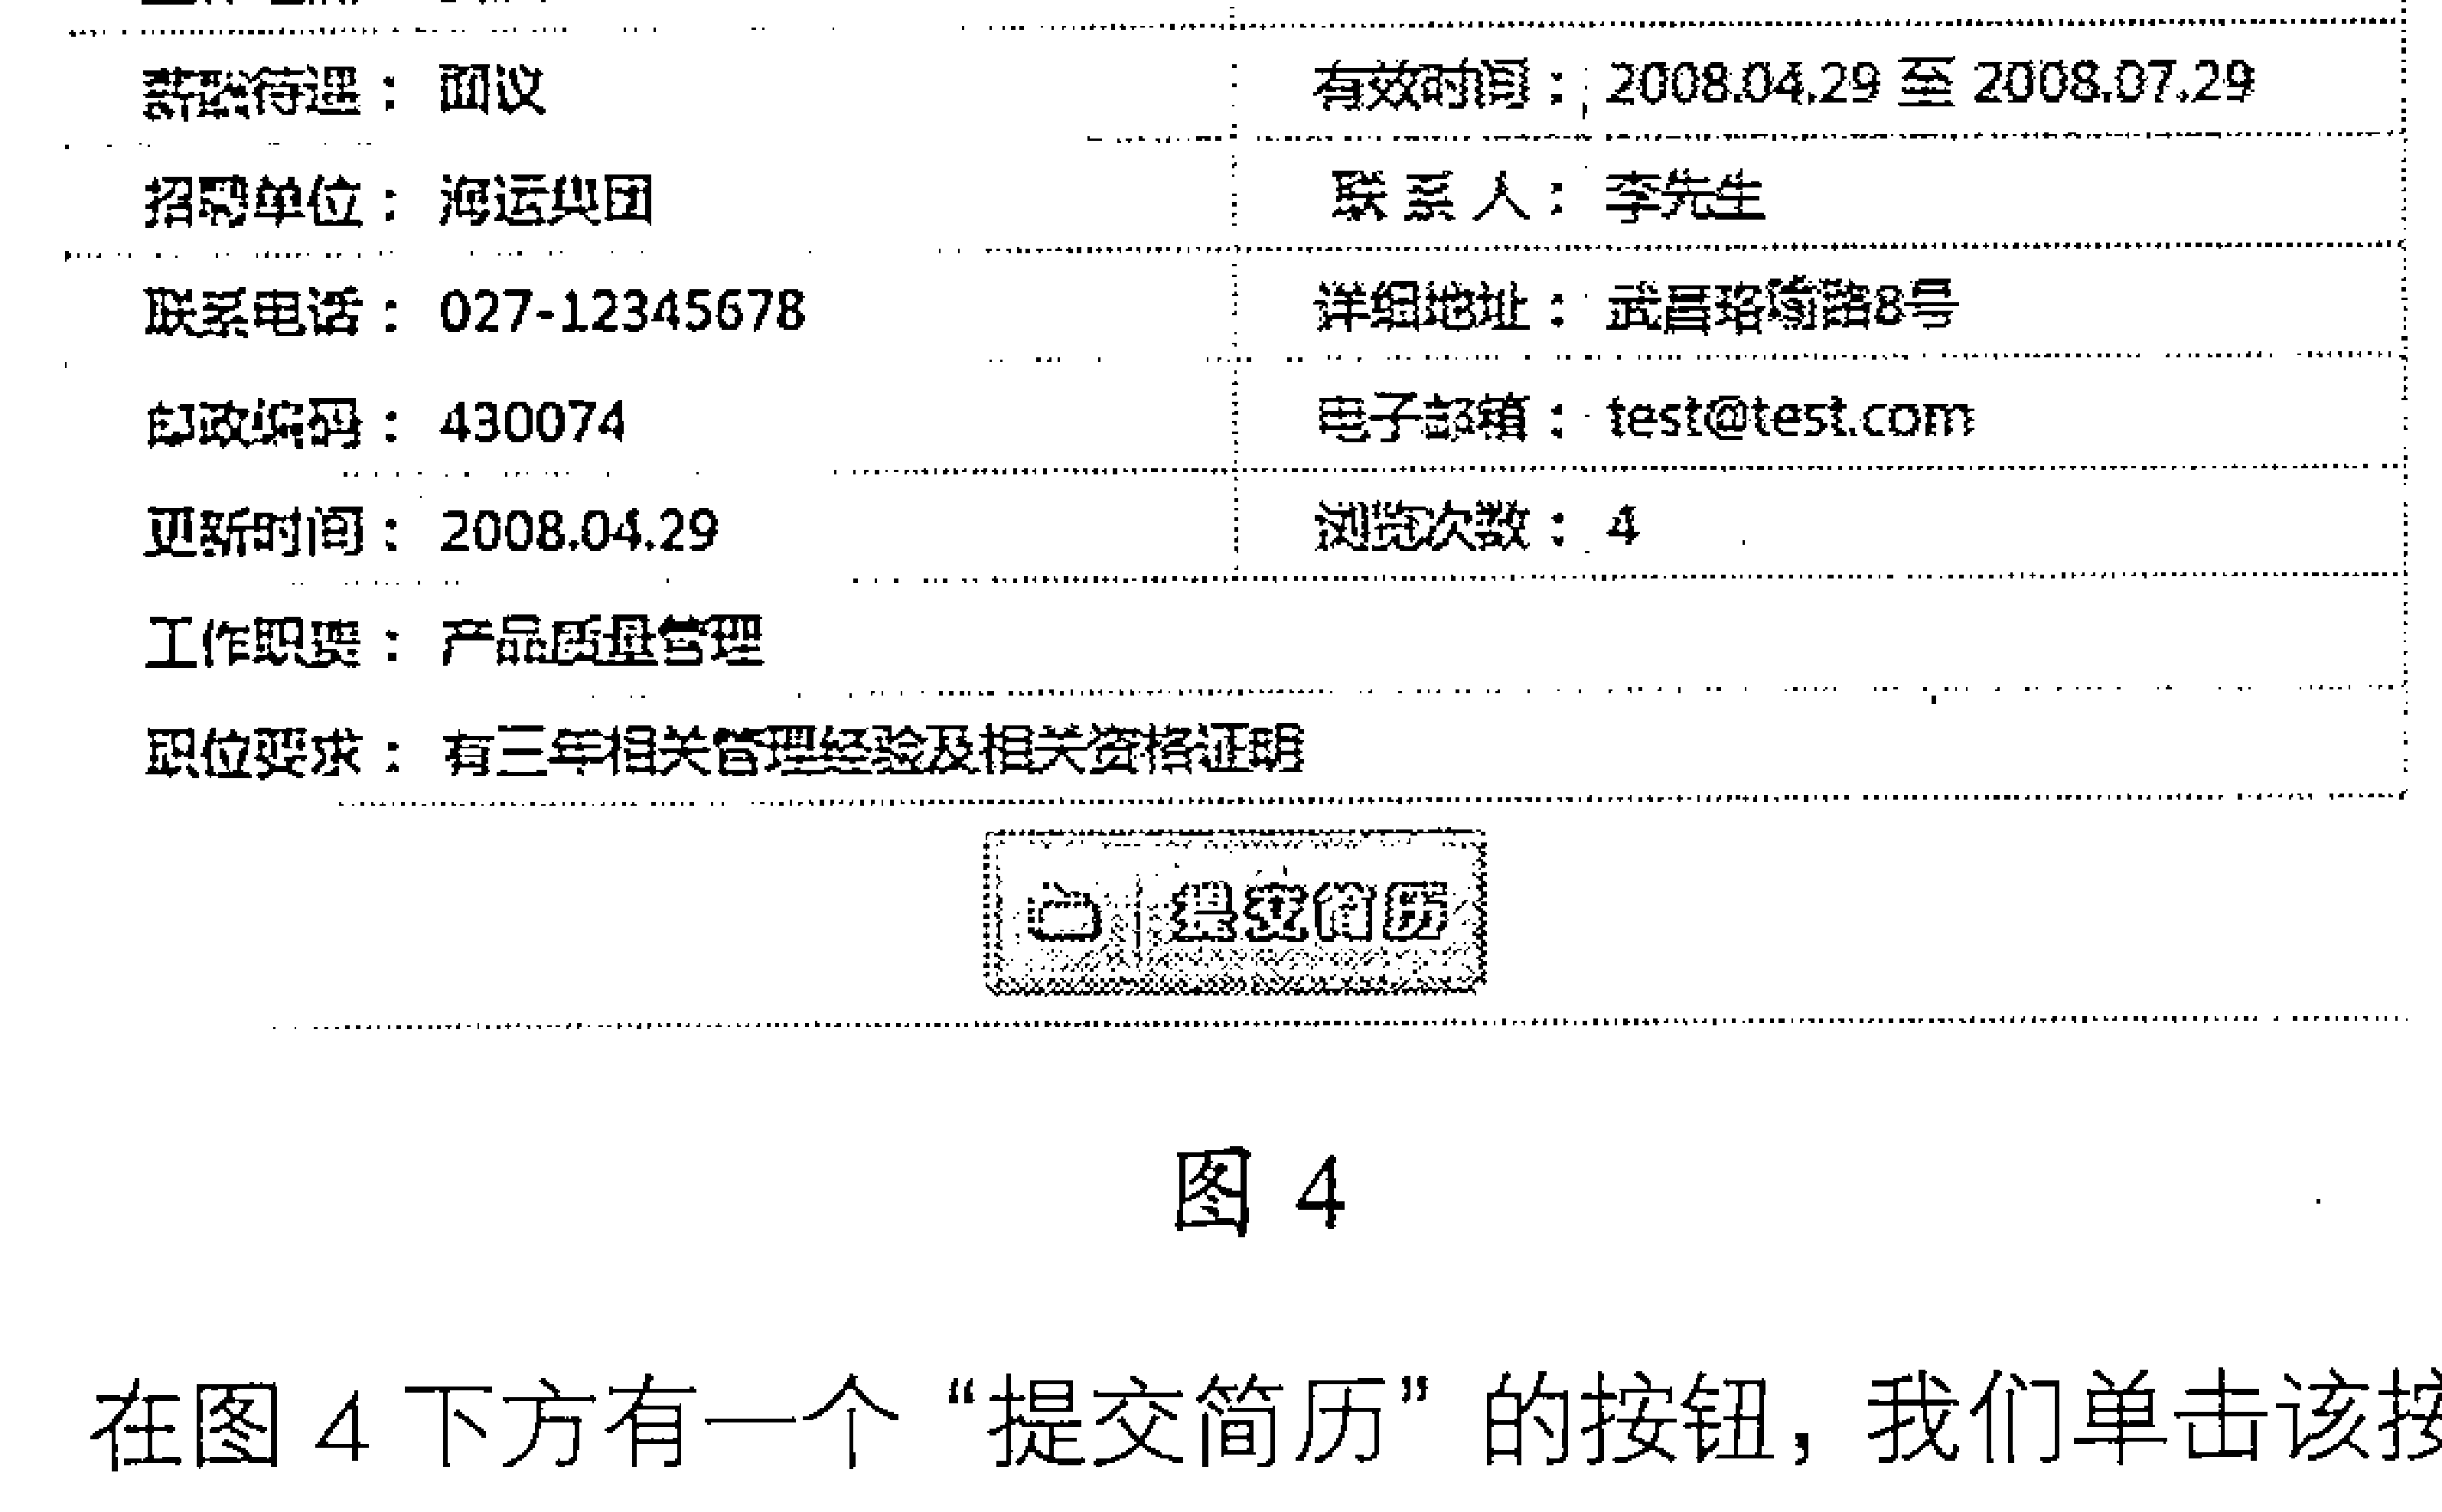 薪酬待遇： 面议 有效时间： 2008.04.29 至 2008.07.29
招聘单位： 海运集团 联 系 人： 李先生
联系电话： 027-12345678 详细地址： 武昌珞喻路8号
邮政编码： 430074 电子邮箱： test@test.com
更新时间： 2008.04.29 浏览次数： 4
工作职责： 产品质量管理
职位要求： 有三年相关管理经验及相关资格证明
提交简历
图 4
在图 4 下方有一个“提交简历”的按钮，我们单击该按